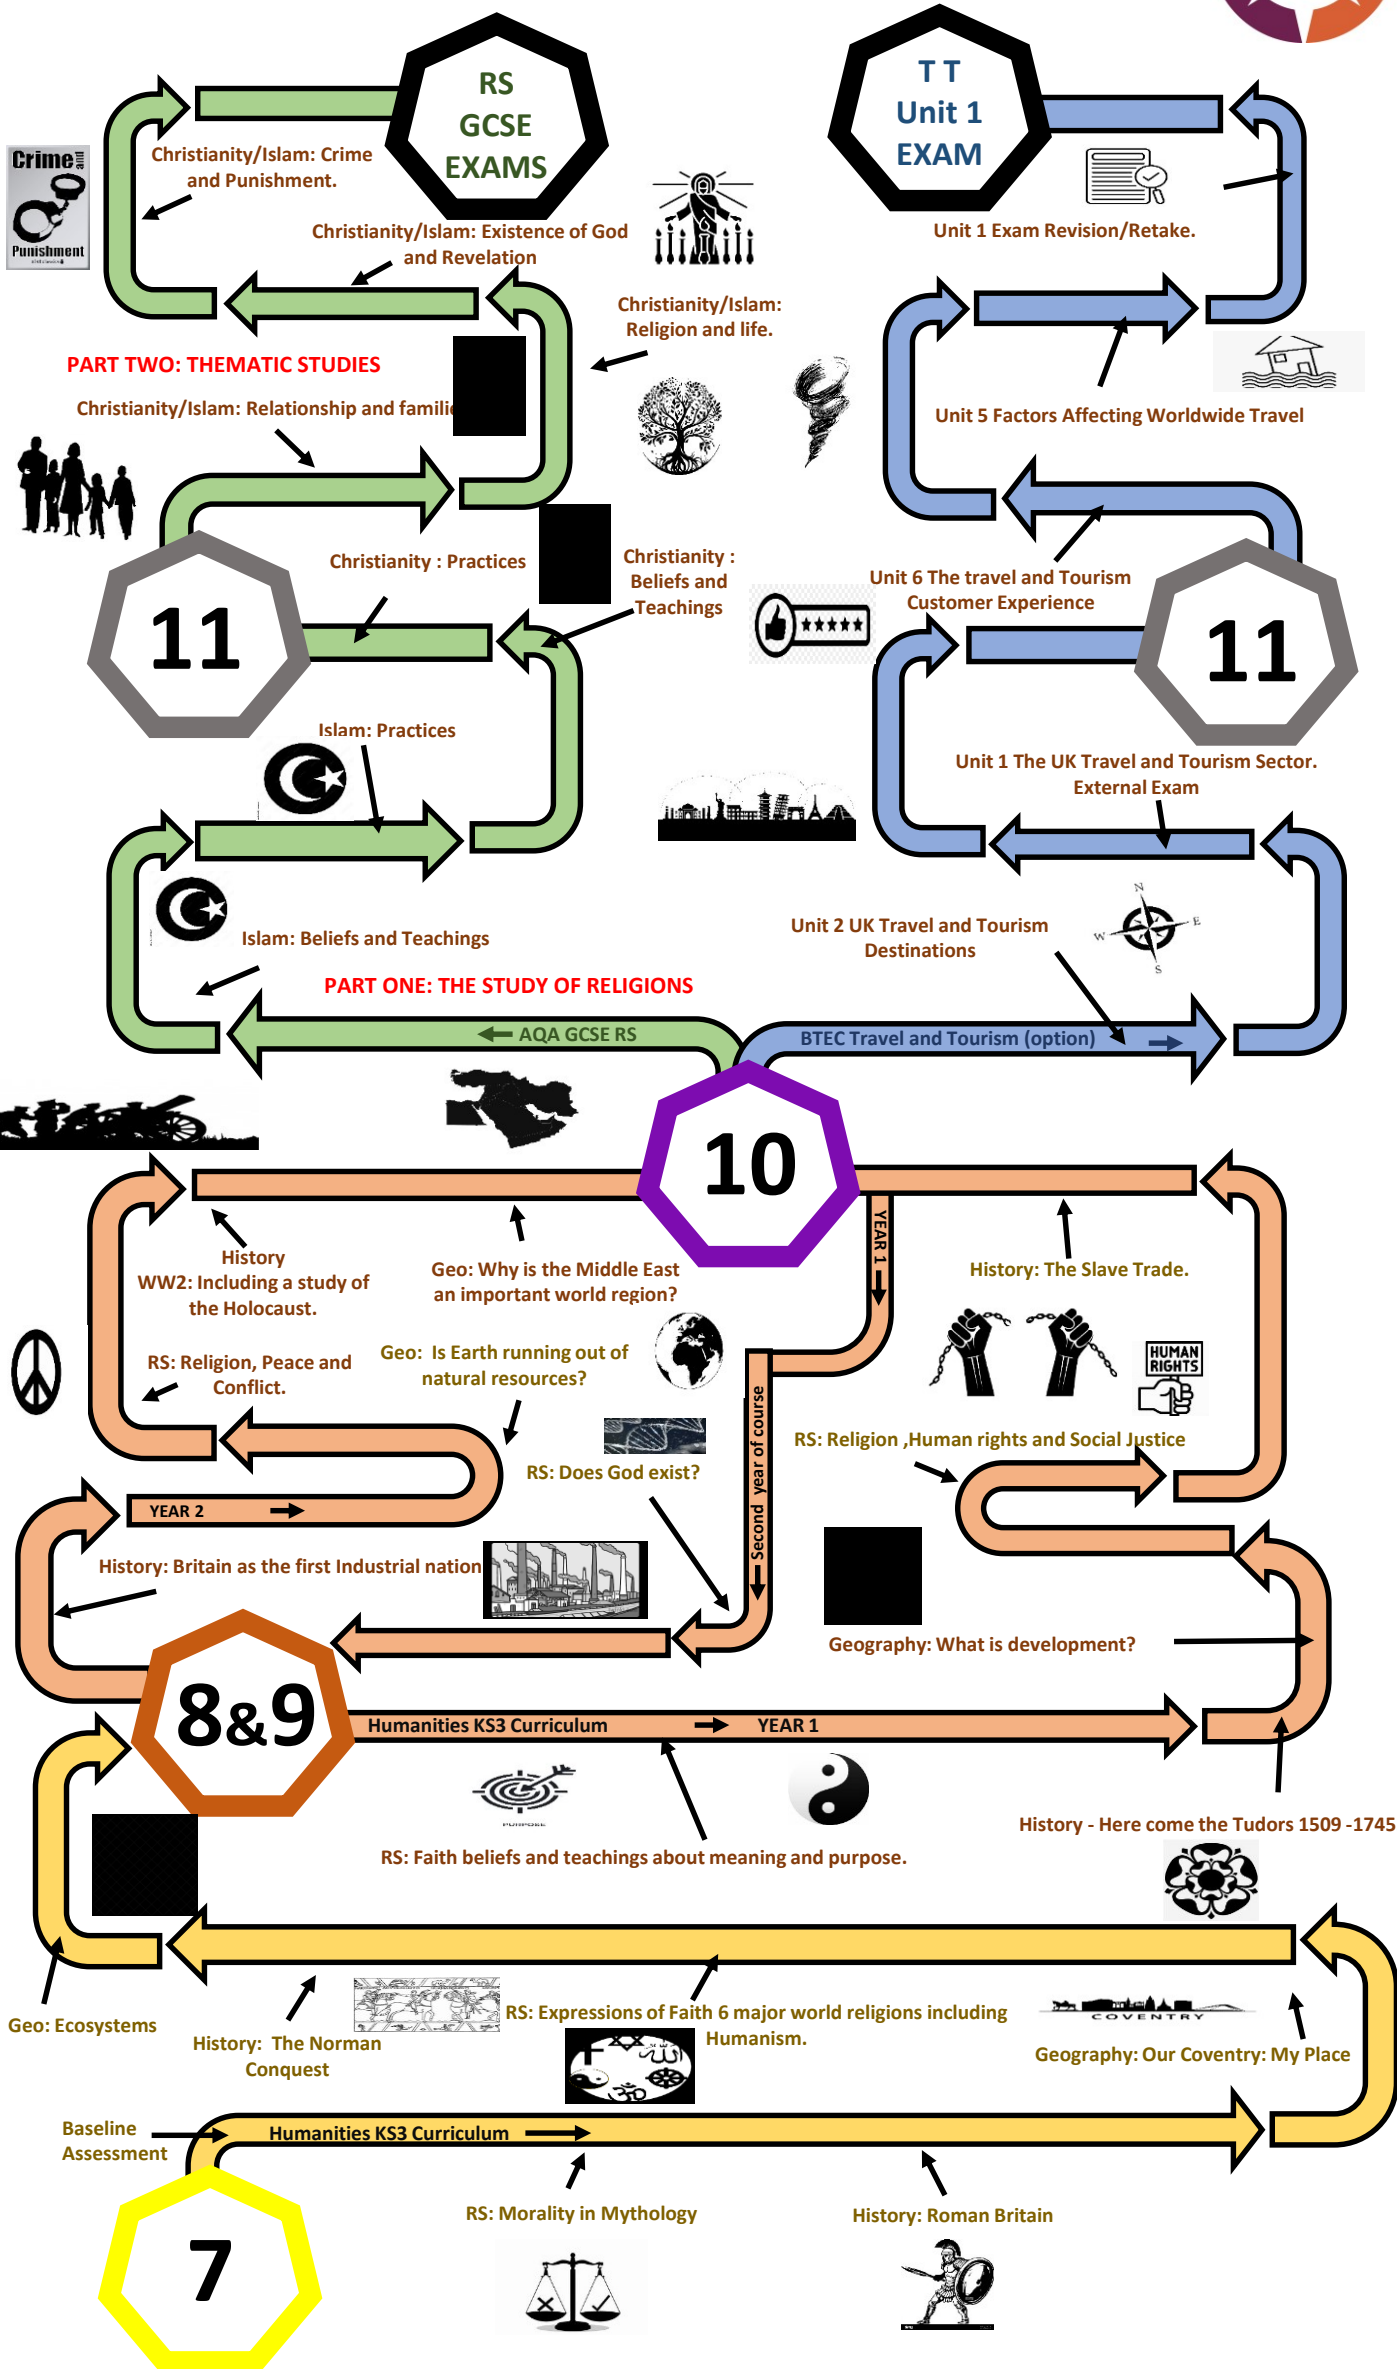 RS
GCSE
EXAMS
T T
Unit 1
EXAM
Crime and
Punishment
Christianity/Islam: Crime
and Punishment.
Christianity/Islam: Existence of God
and Revelation
Unit 1 Exam Revision/Retake.
Christianity/Islam:
Religion and life.
PART TWO: THEMATIC STUDIES
Christianity/Islam: Relationship and familie
Unit 5 Factors Affecting Worldwide Travel
Christianity : Practices
Christianity :
Beliefs and
Teachings
Unit 6 The travel and Tourism
Customer Experience
11
11
Islam: Practices
Unit 1 The UK Travel and Tourism Sector.
External Exam
N
E
W
S
Unit 2 UK Travel and Tourism
Destinations
Islam: Beliefs and Teachings
PART ONE: THE STUDY OF RELIGIONS
AQA GCSE RS
BTEC Travel and Tourism (option)
10
YEAR 1
History
WW2: Including a study of
the Holocaust.
Geo: Why is the Middle East
an important world region?
History: The Slave Trade.
HUMAN
RIGHTS
RS: Religion, Peace and
Conflict.
Geo: Is Earth running out of
natural resources?
Second year of course
RS: Religion ,Human rights and Social Justice
RS: Does God exist?
YEAR 2
History: Britain as the first Industrial nation
Geography: What is development?
8&9
Humanities KS3 Curriculum
YEAR 1
PURPOSE
History - Here come the Tudors 1509 -1745
RS: Faith beliefs and teachings about meaning and purpose.
Geo: Ecosystems
History: The Norman
Conquest
RS: Expressions of Faith 6 major world religions including
Humanism.
COVENTRY
Geography: Our Coventry: My Place
Baseline
Assessment
Humanities KS3 Curriculum
RS: Morality in Mythology
History: Roman Britain
7